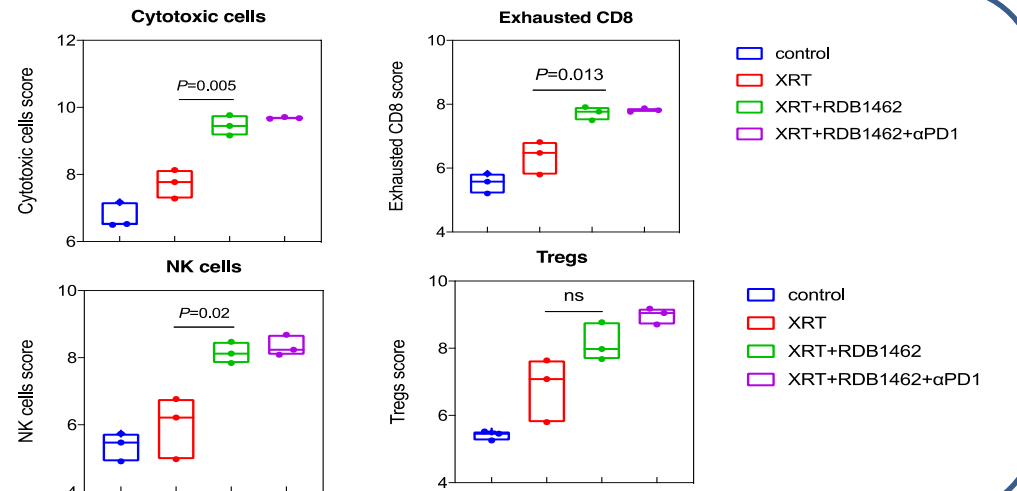 Cytotoxic cells
Cytotoxic cells score
12
10
8
6
P=0.005
Exhausted CD8
Exhausted CD8 score
10
8
6
4
P=0.013
control
XRT
XRT+RDB1462
XRT+RDB1462+αPD1
NK cells
NK cells score
10
8
6
4
P=0.02
Tregs
Tregs score
10
8
6
4
ns
control
XRT
XRT+RDB1462
XRT+RDB1462+αPD1